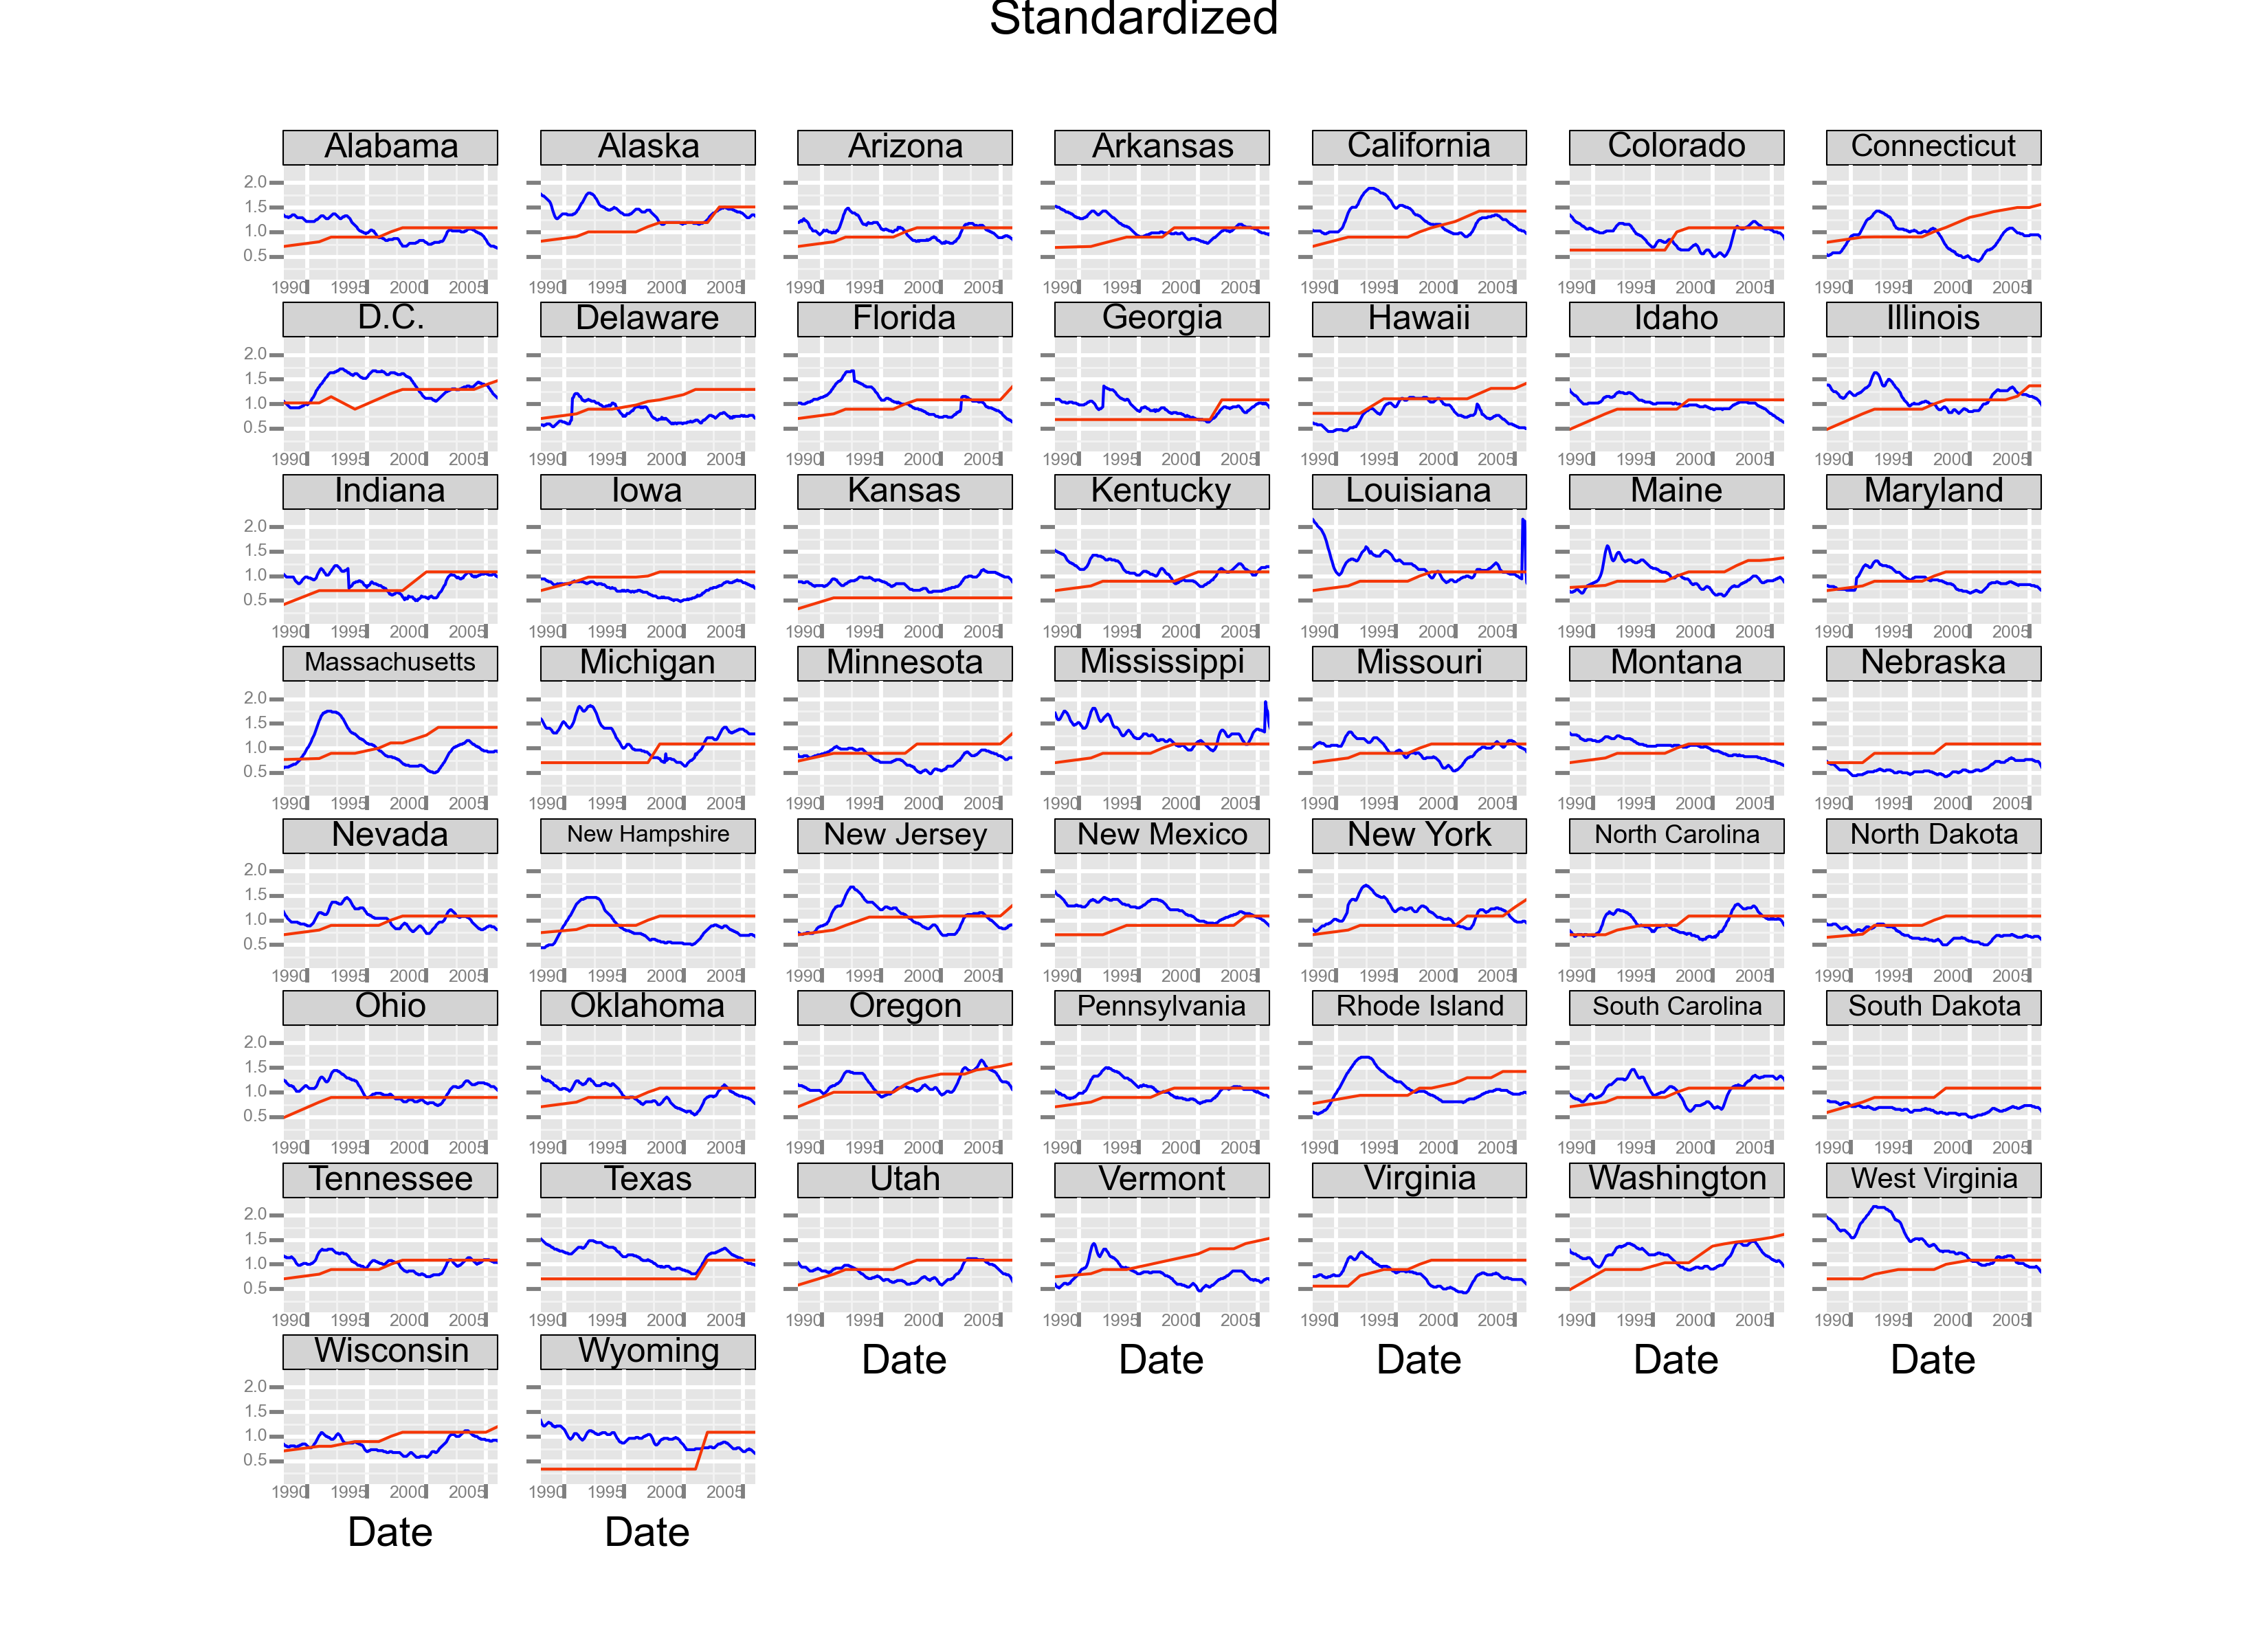 Standardized
Alabama Alaska Arizona Arkansas California Colorado Connecticut
2.0
1.5
1.0
0.5
1990 1995 2000 2005 1990 1995 2000 2005 1990 1995 2000 2005 1990 1995 2000 2005 1990 1995 2000 2005 1990 1995 2000 2005 1990 1995 2000 2005
D.C. Delaware Florida Georgia Hawaii Idaho Illinois
2.0
1.5
1.0
0.5
1990 1995 2000 2005 1990 1995 2000 2005 1990 1995 2000 2005 1990 1995 2000 2005 1990 1995 2000 2005 1990 1995 2000 2005 1990 1995 2000 2005
Indiana Iowa Kansas Kentucky Louisiana Maine Maryland
2.0
1.5
1.0
0.5
1990 1995 2000 2005 1990 1995 2000 2005 1990 1995 2000 2005 1990 1995 2000 2005 1990 1995 2000 2005 1990 1995 2000 2005 1990 1995 2000 2005
Massachusetts Michigan Minnesota Mississippi Missouri Montana Nebraska
2.0
1.5
1.0
0.5
1990 1995 2000 2005 1990 1995 2000 2005 1990 1995 2000 2005 1990 1995 2000 2005 1990 1995 2000 2005 1990 1995 2000 2005 1990 1995 2000 2005
Nevada New Hampshire New Jersey New Mexico New York North Carolina North Dakota
2.0
1.5
1.0
0.5
1990 1995 2000 2005 1990 1995 2000 2005 1990 1995 2000 2005 1990 1995 2000 2005 1990 1995 2000 2005 1990 1995 2000 2005 1990 1995 2000 2005
Ohio Oklahoma Oregon Pennsylvania Rhode Island South Carolina South Dakota
2.0
1.5
1.0
0.5
1990 1995 2000 2005 1990 1995 2000 2005 1990 1995 2000 2005 1990 1995 2000 2005 1990 1995 2000 2005 1990 1995 2000 2005 1990 1995 2000 2005
Tennessee Texas Utah Vermont Virginia Washington West Virginia
2.0
1.5
1.0
0.5
1990 1995 2000 2005 1990 1995 2000 2005 1990 1995 2000 2005 1990 1995 2000 2005 1990 1995 2000 2005 1990 1995 2000 2005 1990 1995 2000 2005
Wisconsin Wyoming Date Date Date Date Date
2.0
1.5
1.0
0.5
1990 1995 2000 2005 1990 1995 2000 2005
Date Date